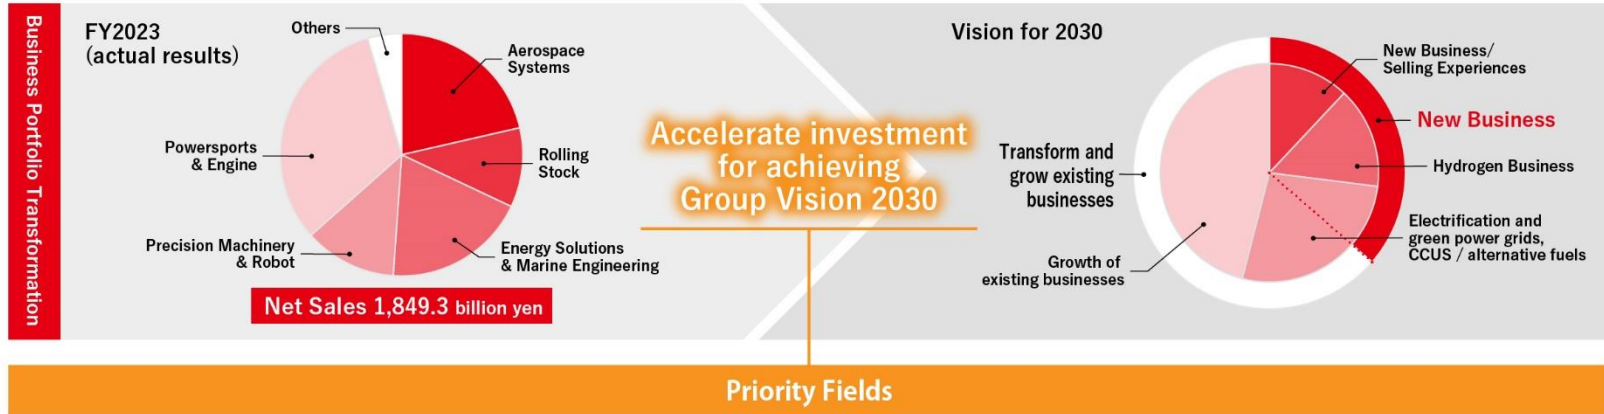 Business Portfolio Transformation
FY2023
(actual results)
Others
Aerospace
Systems
Powersports
& Engine
Rolling
Stock
Precision Machinery
& Robot
Energy Solutions
& Marine Engineering
Net Sales 1,849.3 billion yen
Accelerate investment
for achieving
Group Vision 2030
Vision for 2030
New Business/
Selling Experiences
New Business
Transform and
grow existing
businesses
Hydrogen Business
Electrification and
green power grids,
CCUS / alternative fuels
Growth of
existing businesses
Priority Fields